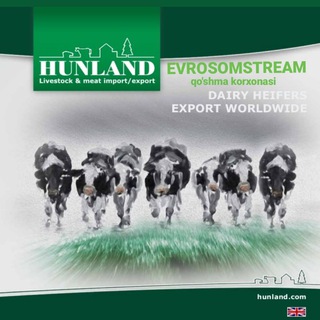 HUNLAND
Livestock & meat import/export
EVROSOMSTREAM
qo'shma korxonasi
DAIRY HEIFERS
EXPORT WORLDWIDE
hunland.com